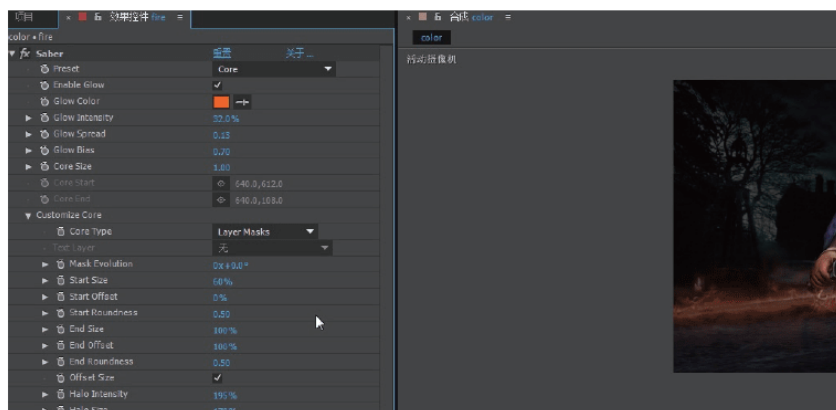 项目 × 效果控件 fire ≡ × 合成 color ≡
color • fire
color
fx Saber 重置 关于...
活动摄像机
Preset Core
Enable Glow
Glow Color
Glow Intensity 32.0%
Glow Spread 0.15
Glow Bias 0.70
Core Size 1.00
Core Start 640.0,612.0
Core End 640.0,108.0
Customize Core
Core Type Layer Masks
Text Layer 无
Mask Evolution 0x+0.0°
Start Size 60%
Start Offset 0%
Start Roundness 0.50
End Size 100%
End Offset 100%
End Roundness 0.50
Offset Size
Halo Intensity 195%
Halo Size